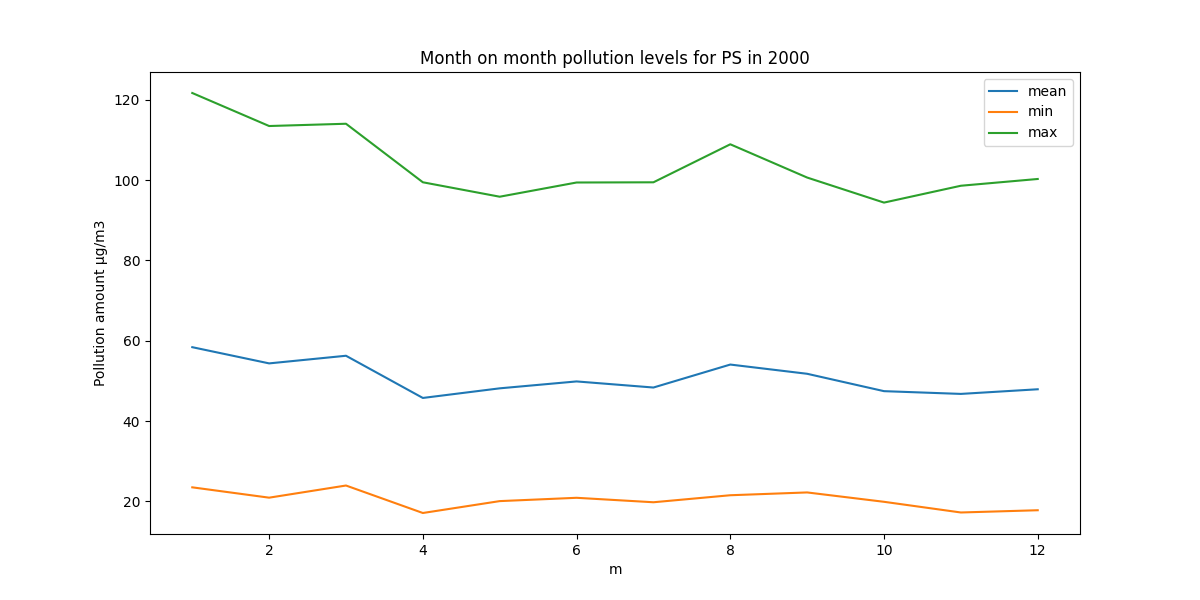 Month on month pollution levels for PS in 2000
mean
min
max
120
100
80
60
40
20
Pollution amount µg/m3
2 4 6 8 10 12
m